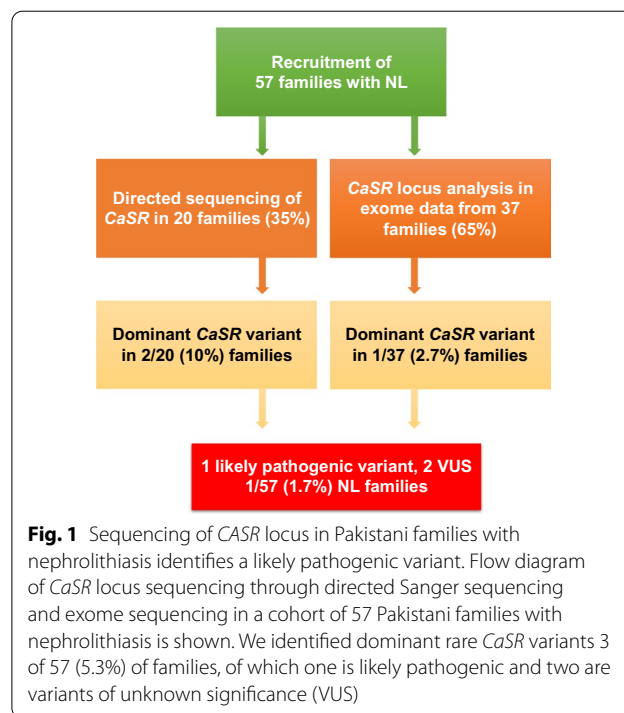 Recruitment of
57 families with NL
Directed sequencing of
CaSR in 20 families (35%)
CaSR locus analysis in
exome data from 37
families (65%)
Dominant CaSR variant
in 2/20 (10%) families
Dominant CaSR variant
in 1/37 (2.7%) families
1 likely pathogenic variant, 2 VUS
1/57 (1.7%) NL families
Fig. 1 Sequencing of CASR locus in Pakistani families with
nephrolithiasis identifies a likely pathogenic variant. Flow diagram
of CaSR locus sequencing through directed Sanger sequencing
and exome sequencing in a cohort of 57 Pakistani families with
nephrolithiasis is shown. We identified dominant rare CaSR variants 3
of 57 (5.3%) of families, of which one is likely pathogenic and two are
variants of unknown significance (VUS)